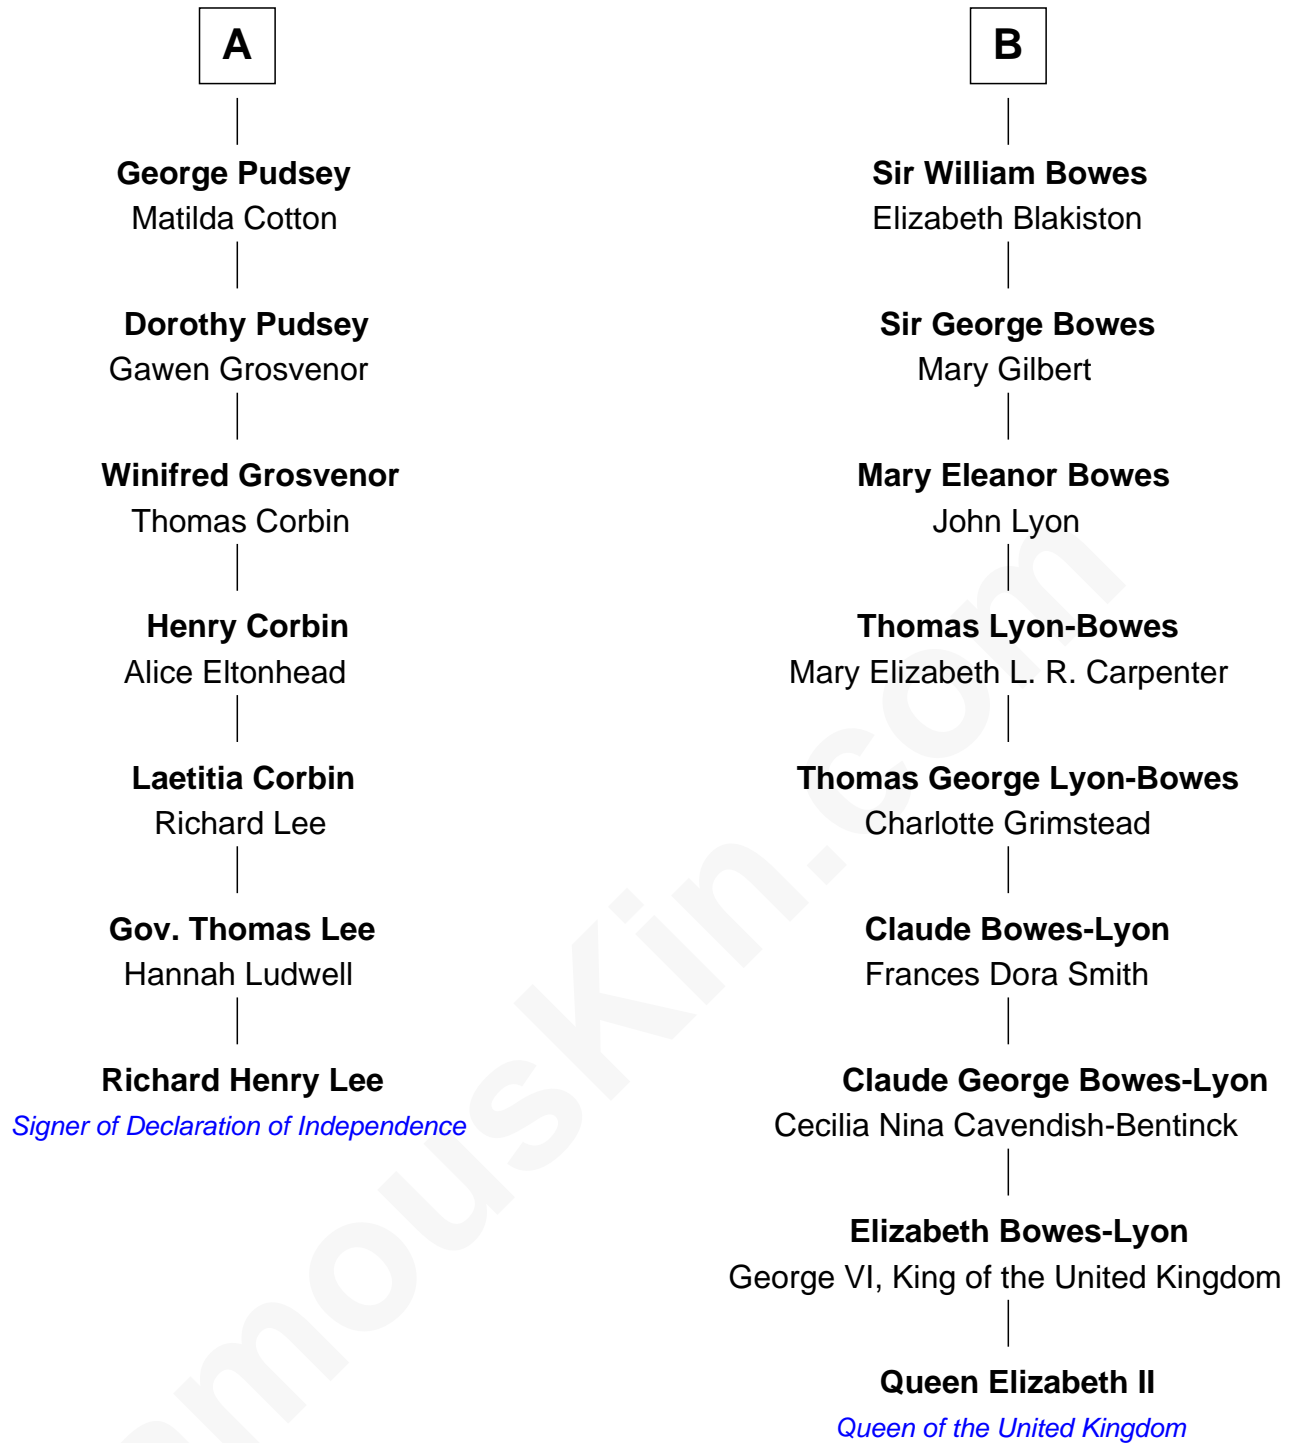 A
George Pudsey
Matilda Cotton
Dorothy Pudsey
Gawen Grosvenor
Winifred Grosvenor
Thomas Corbin
Henry Corbin
Alice Eltonhead
Laetitia Corbin
Richard Lee
Gov. Thomas Lee
Hannah Ludwell
Richard Henry Lee
Signer of Declaration of Independence
B
Sir William Bowes
Elizabeth Blakiston
Sir George Bowes
Mary Gilbert
Mary Eleanor Bowes
John Lyon
Thomas Lyon-Bowes
Mary Elizabeth L. R. Carpenter
Thomas George Lyon-Bowes
Charlotte Grimstead
Claude Bowes-Lyon
Frances Dora Smith
Claude George Bowes-Lyon
Cecilia Nina Cavendish-Bentinck
Elizabeth Bowes-Lyon
George VI, King of the United Kingdom
Queen Elizabeth II
Queen of the United Kingdom
amouskin.com